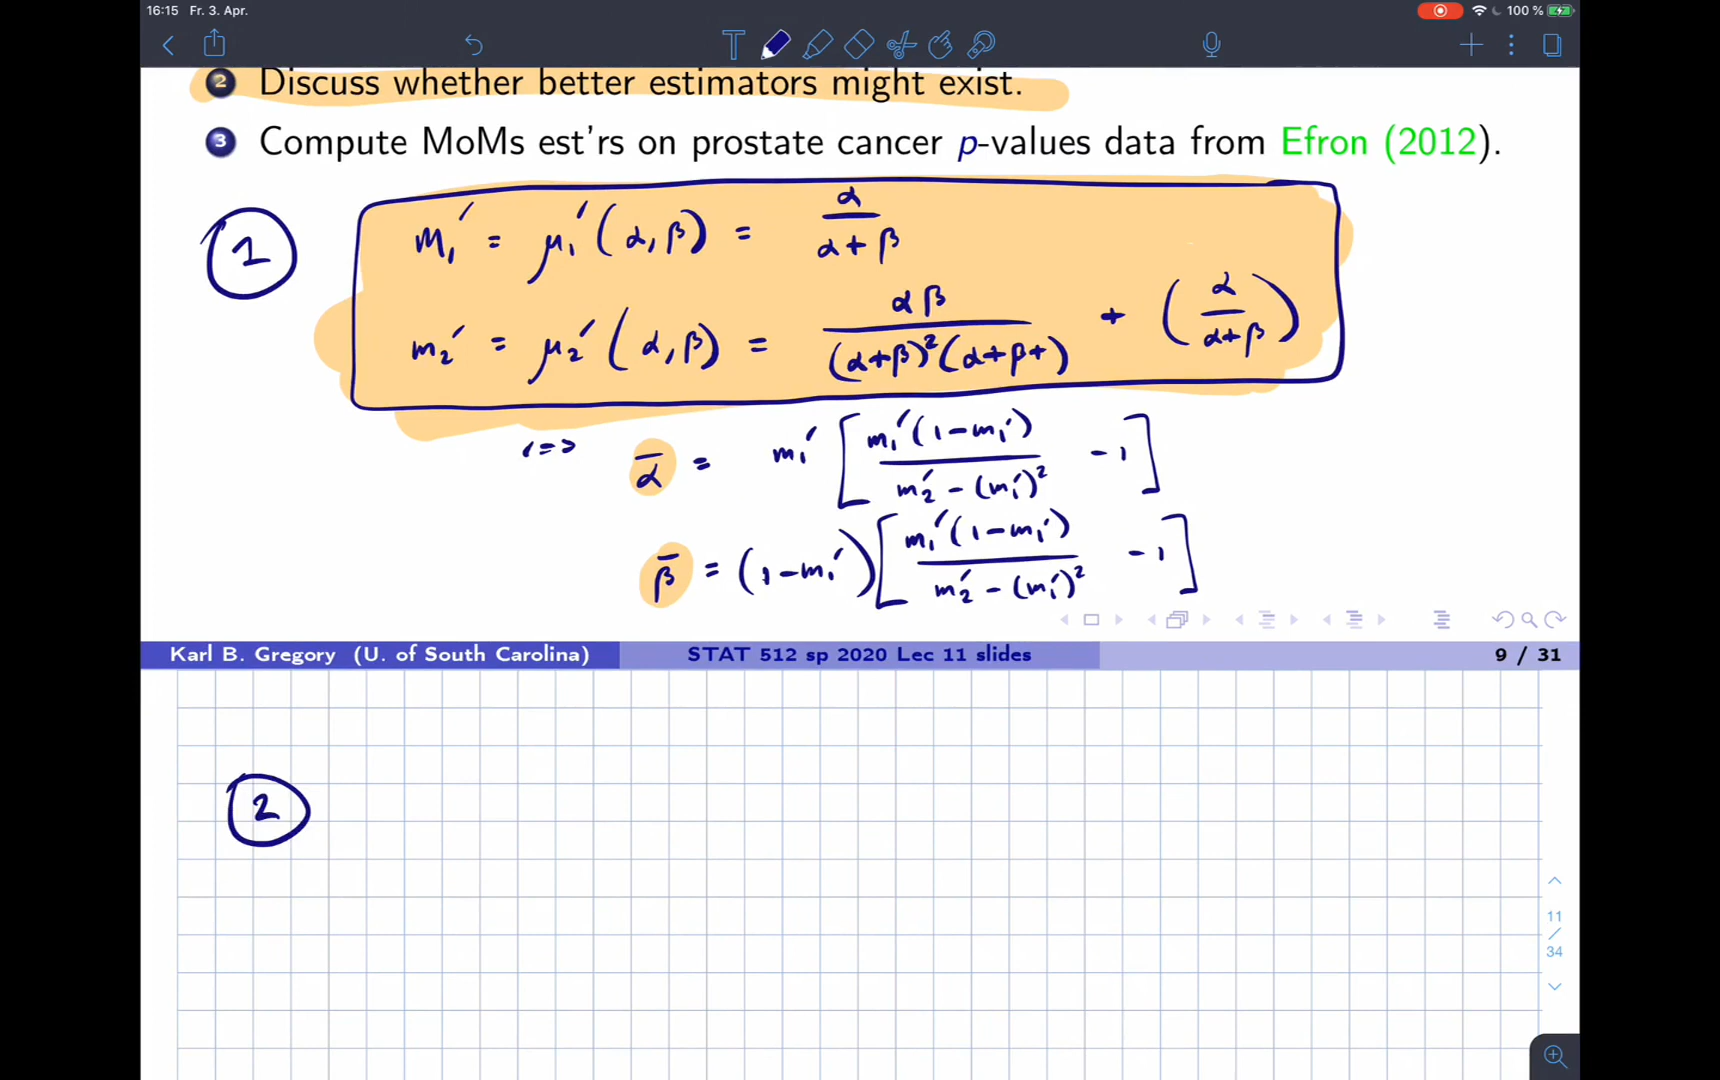 16:15 Fr. 3. Apr. 100 %
2 Discuss whether better estimators might exist.
3 Compute MoMs est'rs on prostate cancer p-values data from Efron (2012).
1
m₁' = μ₁'(α, β) = α / (α + β)
m₂' = μ₂'(α, β) = αβ / ((α+β)²(α+β+)) + (α / (α+β))
<=> ᾱ = m₁' [ m₁'(1-m₁') / (m₂' - (m₁')²) - 1 ]
β̄ = (1-m₁') [ m₁'(1-m₁') / (m₂' - (m₁')²) - 1 ]
Karl B. Gregory (U. of South Carolina) STAT 512 sp 2020 Lec 11 slides 9 / 31
2
11
/
34